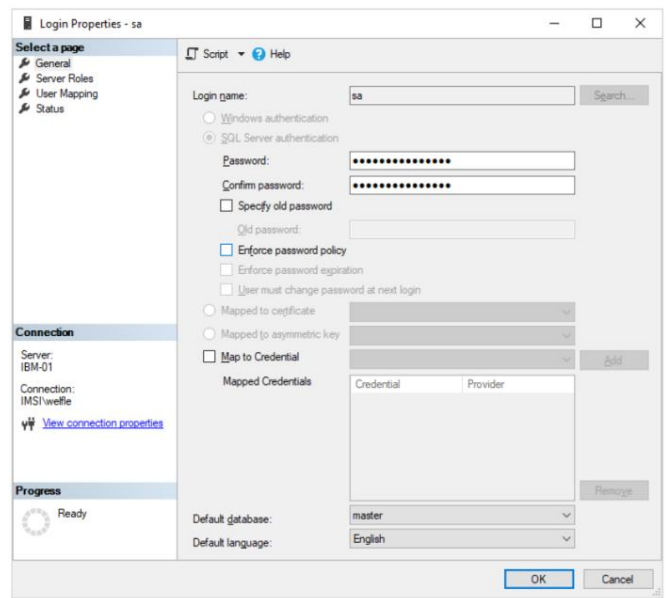 Login Properties - sa
Select a page
General
Server Roles
User Mapping
Status
Script
Help
Login name:
sa
Search...
Windows authentication
SQL Server authentication
Password:
●●●●●●●●●●●●●●●
Confirm password:
●●●●●●●●●●●●●●●
Specify old password
Old password:
Enforce password policy
Enforce password expiration
User must change password at next login
Mapped to certificate
Mapped to asymmetric key
Map to Credential
Add
Mapped Credentials
Credential Provider
Remove
Default database:
master
Default language:
English
Connection
Server:
IBM-01
Connection:
IMSI\welfle
View connection properties
Progress
Ready
OK
Cancel